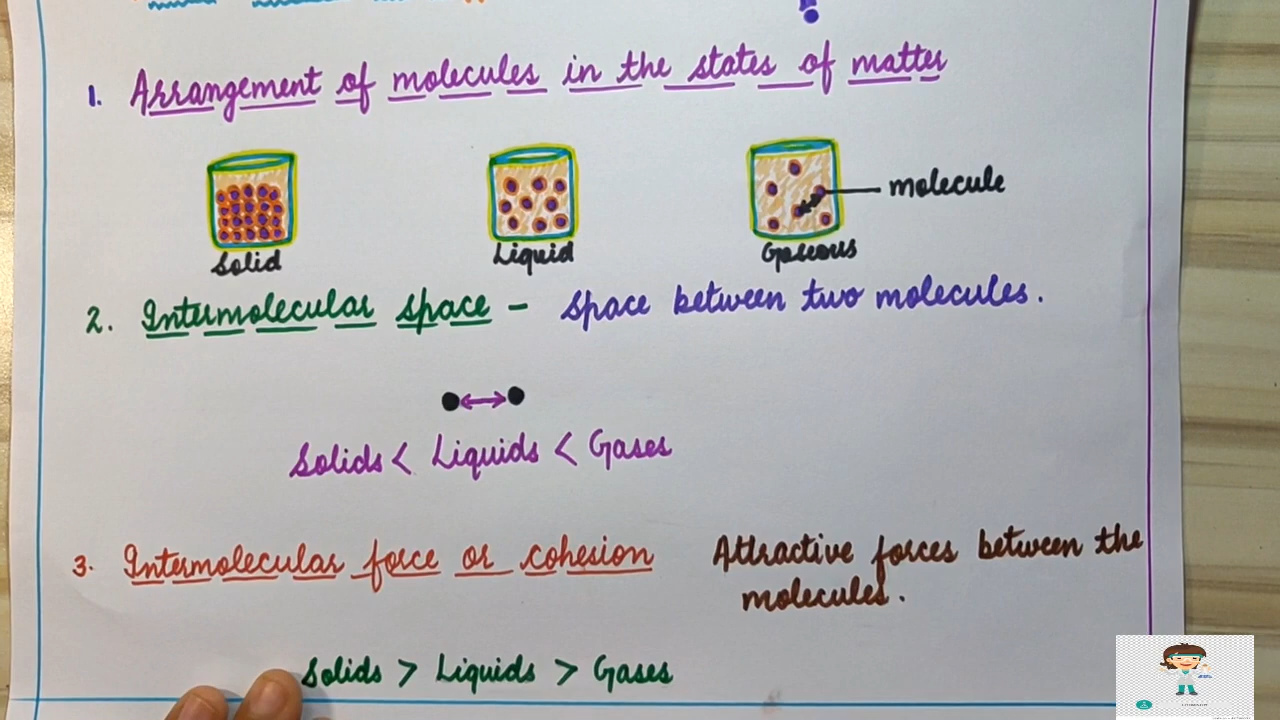 1. Arrangement of molecules in the states of matter
molecule
Solid
Liquid
Gaseous
2. Intermolecular space - Space between two molecules.
Solids < Liquids < Gases
3. Intermolecular force or cohesion Attractive forces between the
molecules.
Solids > Liquids > Gases